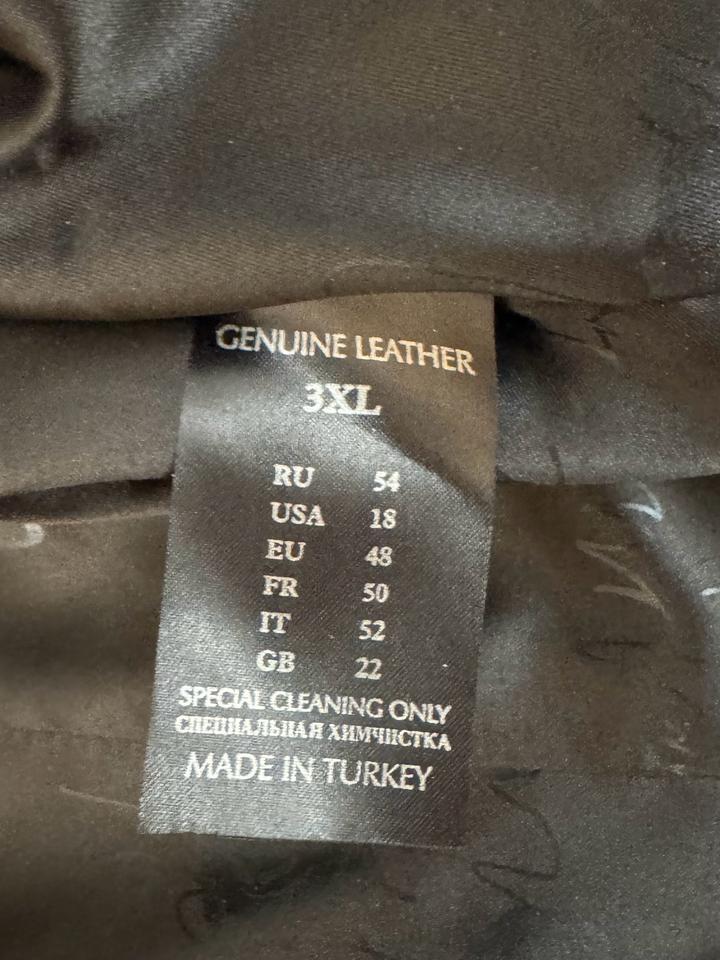 GENUINE LEATHER
3XL
RU 54
USA 18
EU 48
FR 50
IT 52
GB 22
SPECIAL CLEANING ONLY
СПЕЦИАЛЬНАЯ ХИМЧИСТКА
MADE IN TURKEY